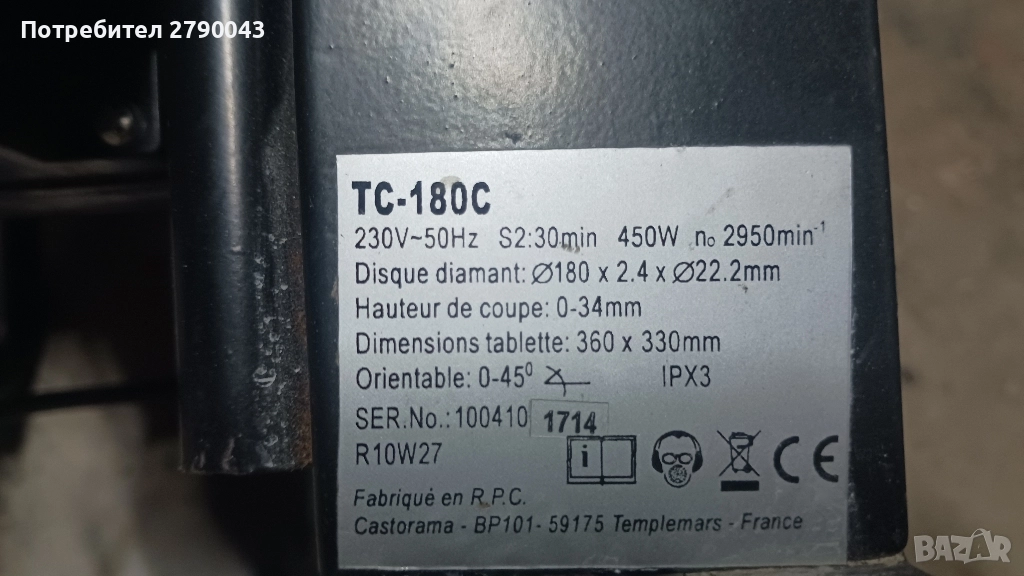 Потребител 2790043
TC-180C
230V~50Hz S2:30min 450W n₀ 2950min⁻¹
Disque diamant: Ø180 x 2.4 x Ø22.2mm
Hauteur de coupe: 0-34mm
Dimensions tablette: 360 x 330mm
Orientable: 0-45⁰ IPX3
SER.No.:100410 1714
R10W27
i
CE
Fabriqué en R.P.C.
Castorama - BP101- 59175 Templemars - France
BAZAR